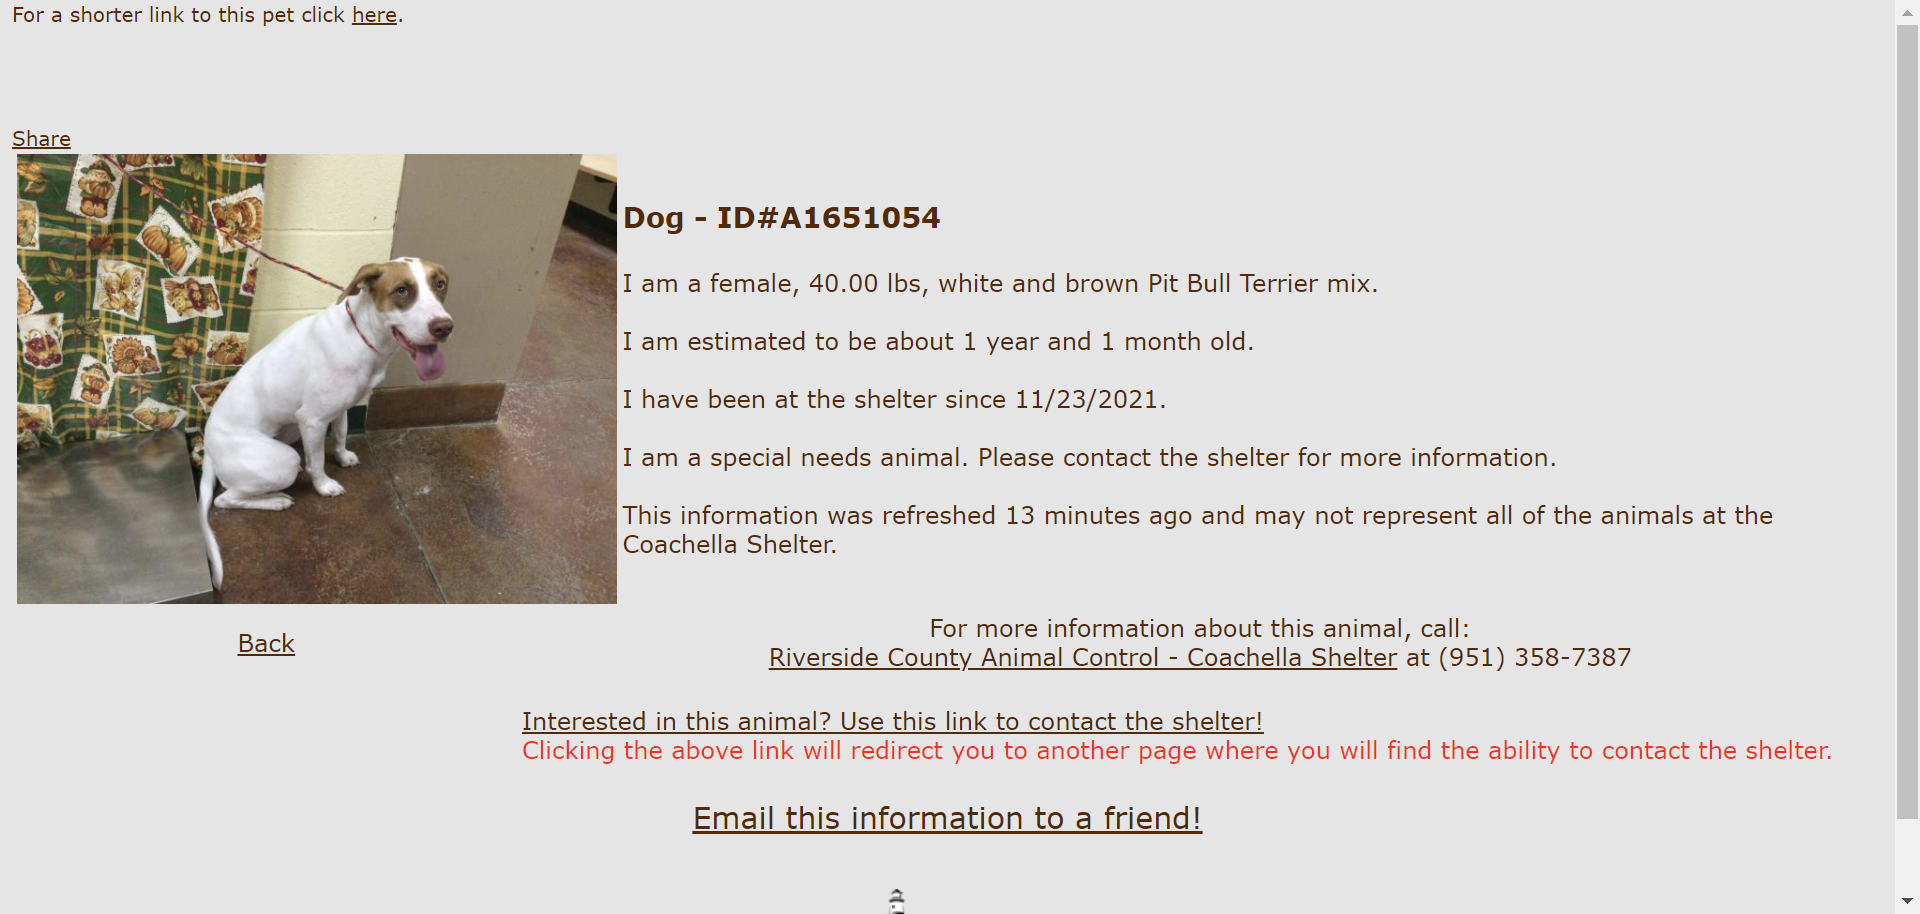 For a shorter link to this pet click here.
Share
Dog - ID#A1651054
I am a female, 40.00 lbs, white and brown Pit Bull Terrier mix.
I am estimated to be about 1 year and 1 month old.
I have been at the shelter since 11/23/2021.
I am a special needs animal. Please contact the shelter for more information.
This information was refreshed 13 minutes ago and may not represent all of the animals at the
Coachella Shelter.
Back
For more information about this animal, call:
Riverside County Animal Control - Coachella Shelter at (951) 358-7387
Interested in this animal? Use this link to contact the shelter!
Clicking the above link will redirect you to another page where you will find the ability to contact the shelter.
Email this information to a friend!